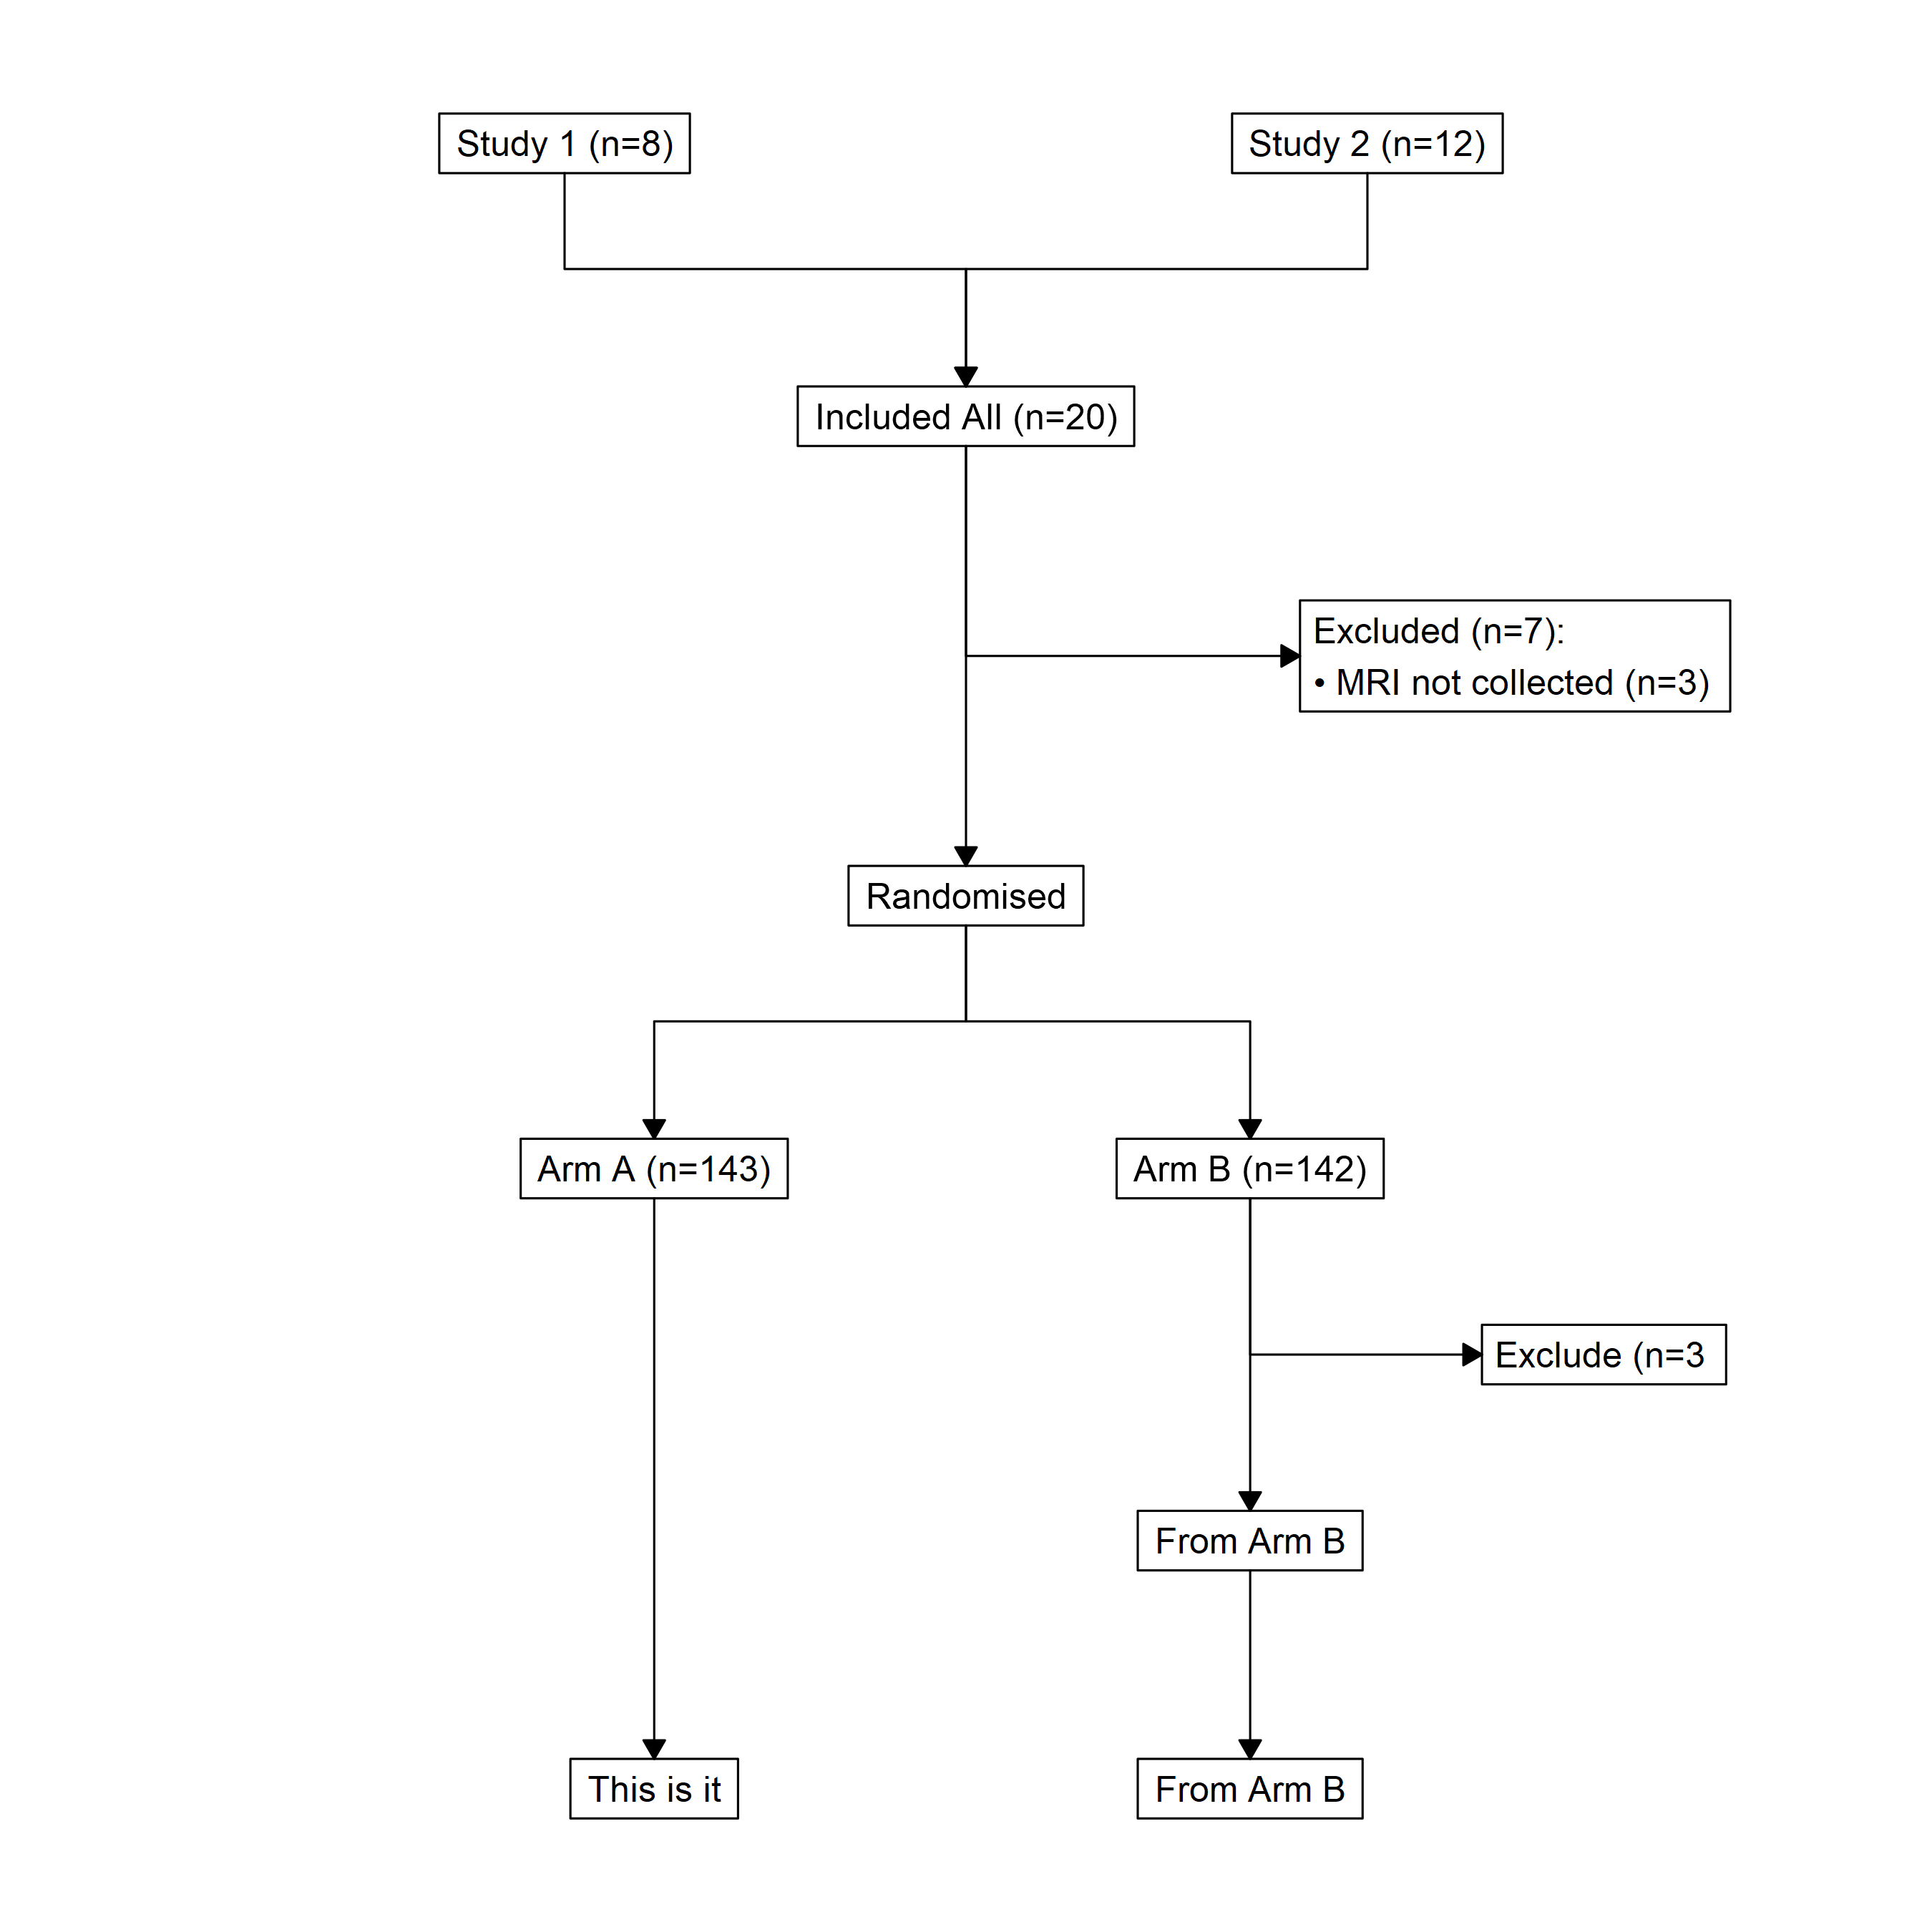 Study 1 (n=8)
Study 2 (n=12)
Included All (n=20)
Excluded (n=7):
• MRI not collected (n=3)
Randomised
Arm A (n=143)
Arm B (n=142)
Exclude (n=3
From Arm B
This is it
From Arm B